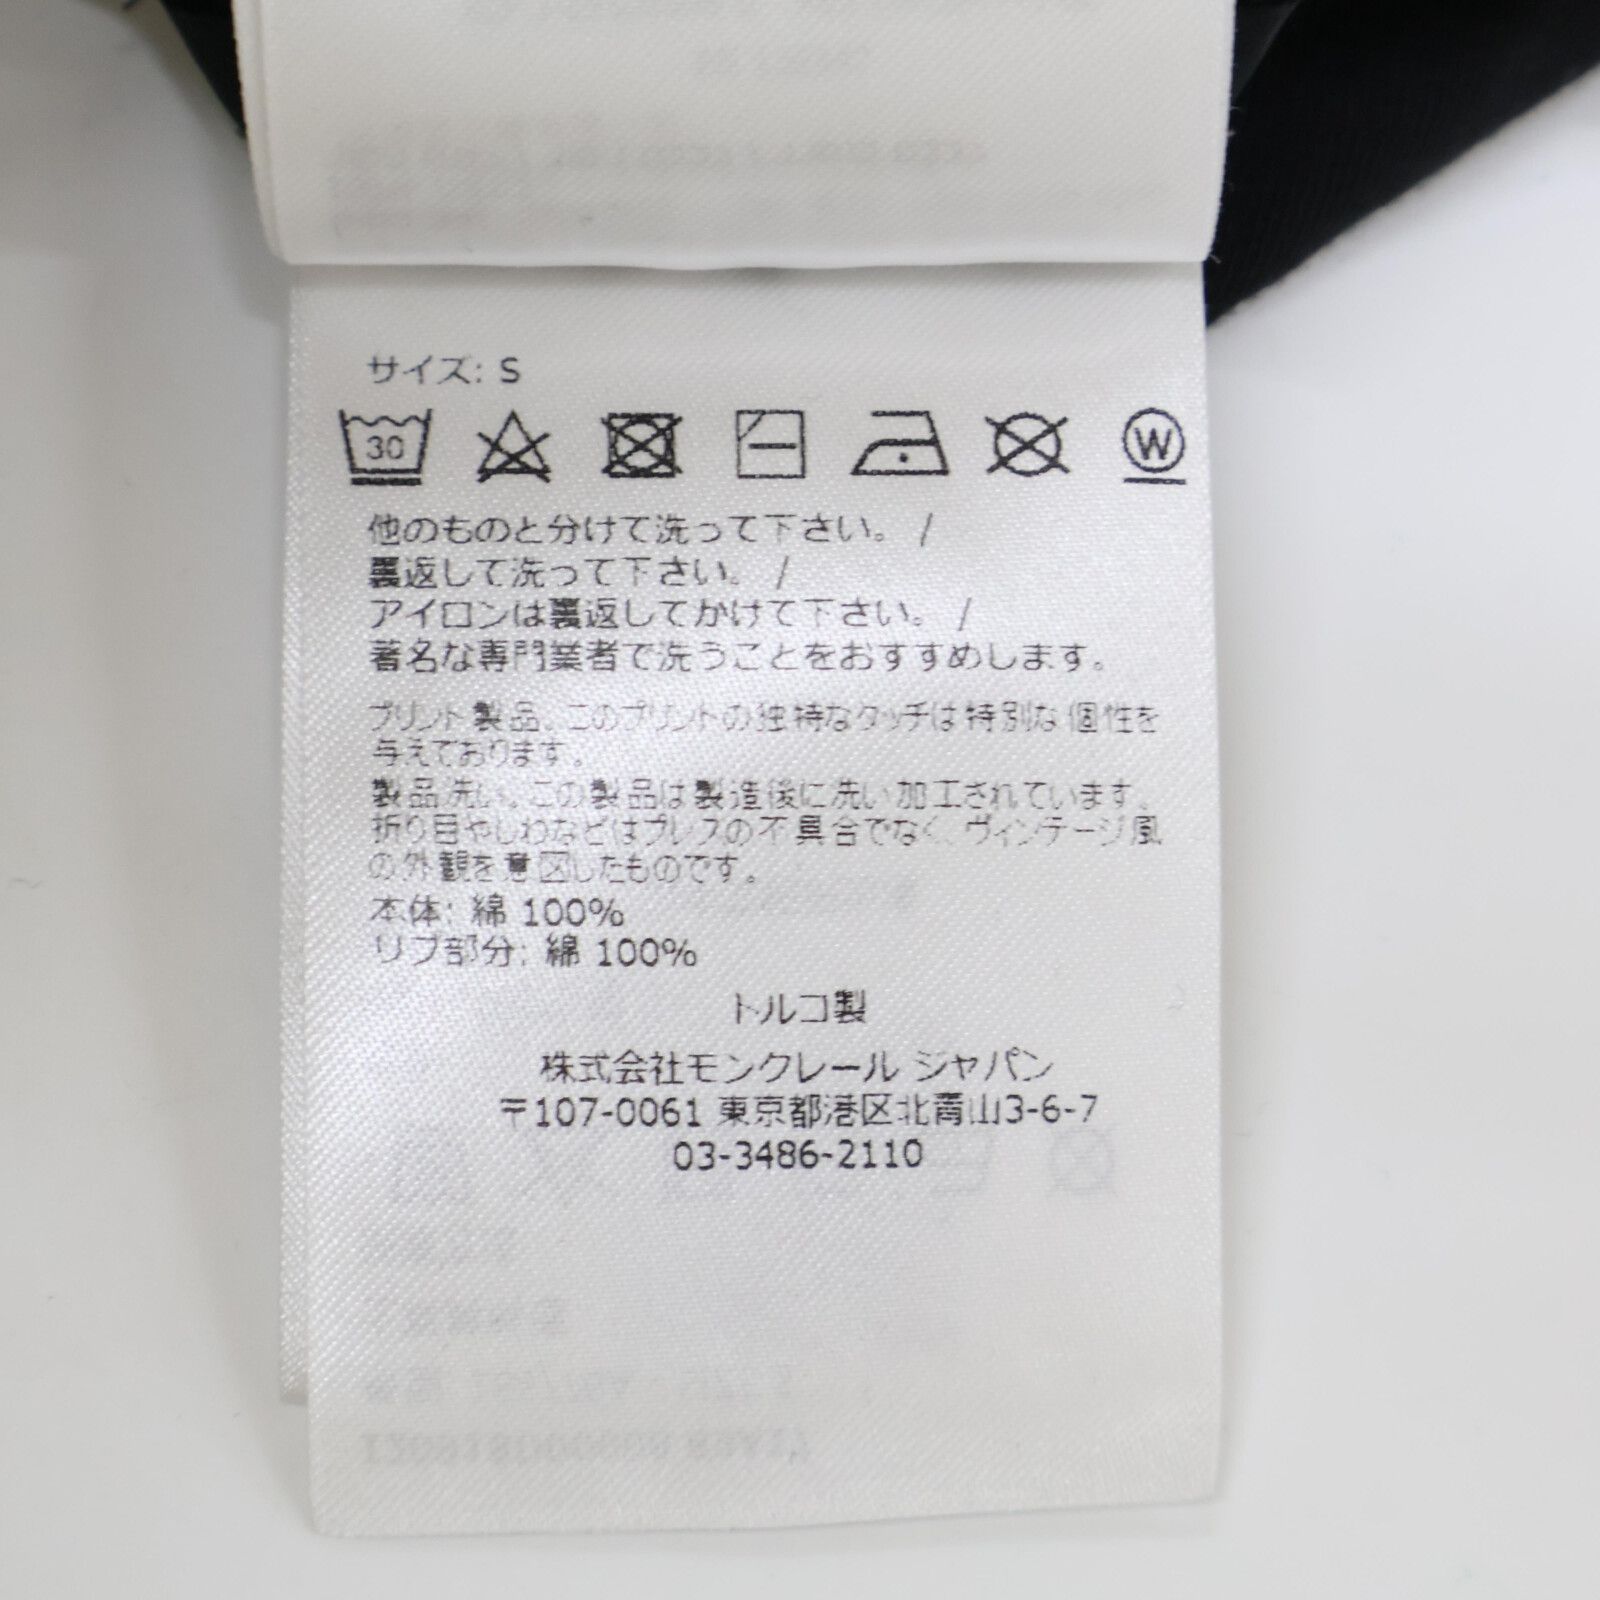 サイズ: S
30
W
他のものと分けて洗って下さい。 /
裏返して洗って下さい。 /
アイロンは裏返してかけて下さい。 /
著名な専門業者で洗うことをおすすめします。
プリント製品。このプリントの独特なタッチは特別な個性を
与えております。
製品洗い。この製品は製造後に洗い加工されています。
折り目やしわなどはプレスの不具合でなく、ヴィンテージ風
の外観を意図したものです。
本体: 綿 100%
リブ部分: 綿 100%
トルコ製
株式会社モンクレール ジャパン
〒107-0061 東京都港区北青山3-6-7
03-3486-2110